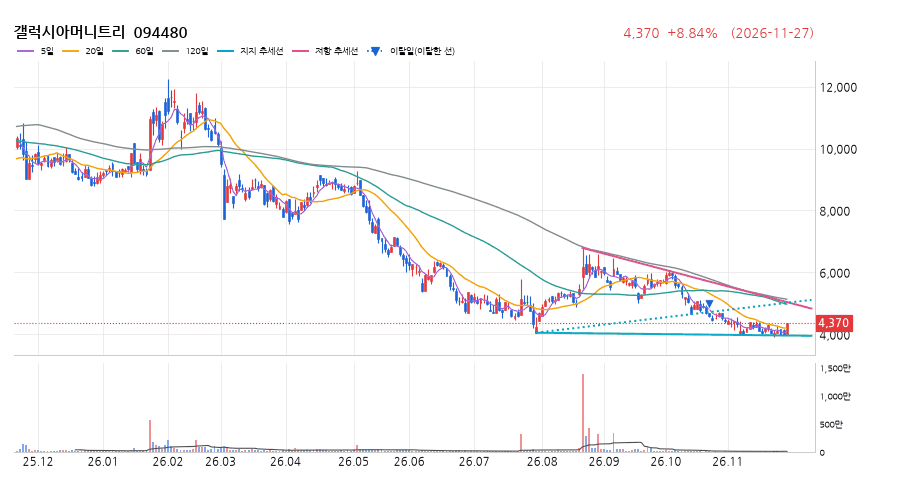 갤럭시아머니트리 094480
4,370 +8.84% (2026-11-27)
5일 20일 60일 120일 지지 추세선 저항 추세선 이탈일(이탈한 선)
12,000
10,000
8,000
6,000
4,370
4,000
1,500만
1,000만
500만
0
25.12 26.01 26.02 26.03 26.04 26.05 26.06 26.07 26.08 26.09 26.10 26.11